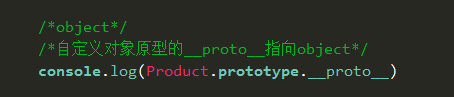 /*object*/
/*自定义对象原型的__proto__指向object*/
console.log(Product.prototype.__proto__)